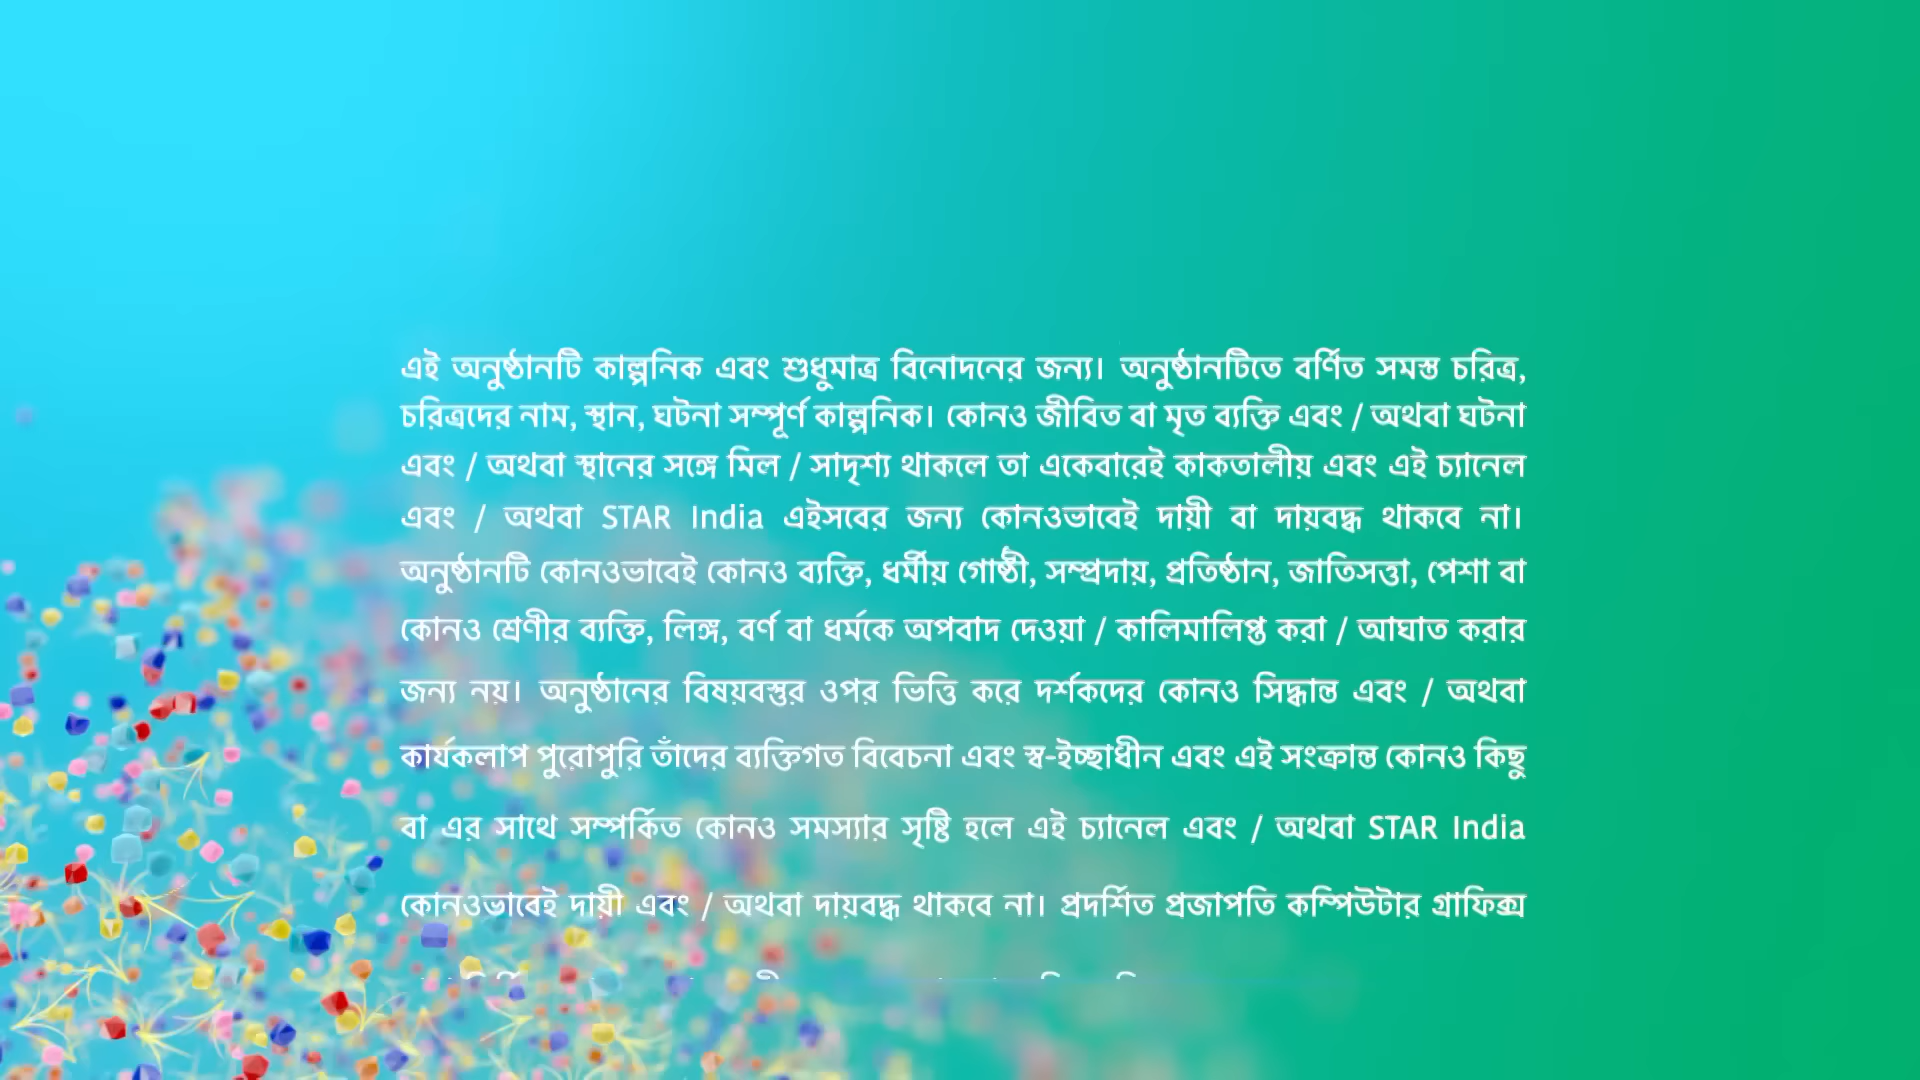 এই অনুষ্ঠানটি কাল্পনিক এবং শুধুমাত্র বিনোদনের জন্য। অনুষ্ঠানটিতে বর্ণিত সমস্ত চরিত্র,
চরিত্রদের নাম, স্থান, ঘটনা সম্পূর্ণ কাল্পনিক। কোনও জীবিত বা মৃত ব্যক্তি এবং / অথবা ঘটনা
এবং / অথবা স্থানের সঙ্গে মিল / সাদৃশ্য থাকলে তা একেবারেই কাকতালীয় এবং এই চ্যানেল
এবং / অথবা STAR India এইসবের জন্য কোনওভাবেই দায়ী বা দায়বদ্ধ থাকবে না।
অনুষ্ঠানটি কোনওভাবেই কোনও ব্যক্তি, ধর্মীয় গোষ্ঠী, সম্প্রদায়, প্রতিষ্ঠান, জাতিসত্তা, পেশা বা
কোনও শ্রেণীর ব্যক্তি, লিঙ্গ, বর্ণ বা ধর্মকে অপবাদ দেওয়া / কালিমালিপ্ত করা / আঘাত করার
জন্য নয়। অনুষ্ঠানের বিষয়বস্তুর ওপর ভিত্তি করে দর্শকদের কোনও সিদ্ধান্ত এবং / অথবা
কার্যকলাপ পুরোপুরি তাঁদের ব্যক্তিগত বিবেচনা এবং স্ব-ইচ্ছাধীন এবং এই সংক্রান্ত কোনও কিছু
বা এর সাথে সম্পর্কিত কোনও সমস্যার সৃষ্টি হলে এই চ্যানেল এবং / অথবা STAR India
কোনওভাবেই দায়ী এবং / অথবা দায়বদ্ধ থাকবে না। প্রদর্শিত প্রজাপতি কম্পিউটার গ্রাফিক্স